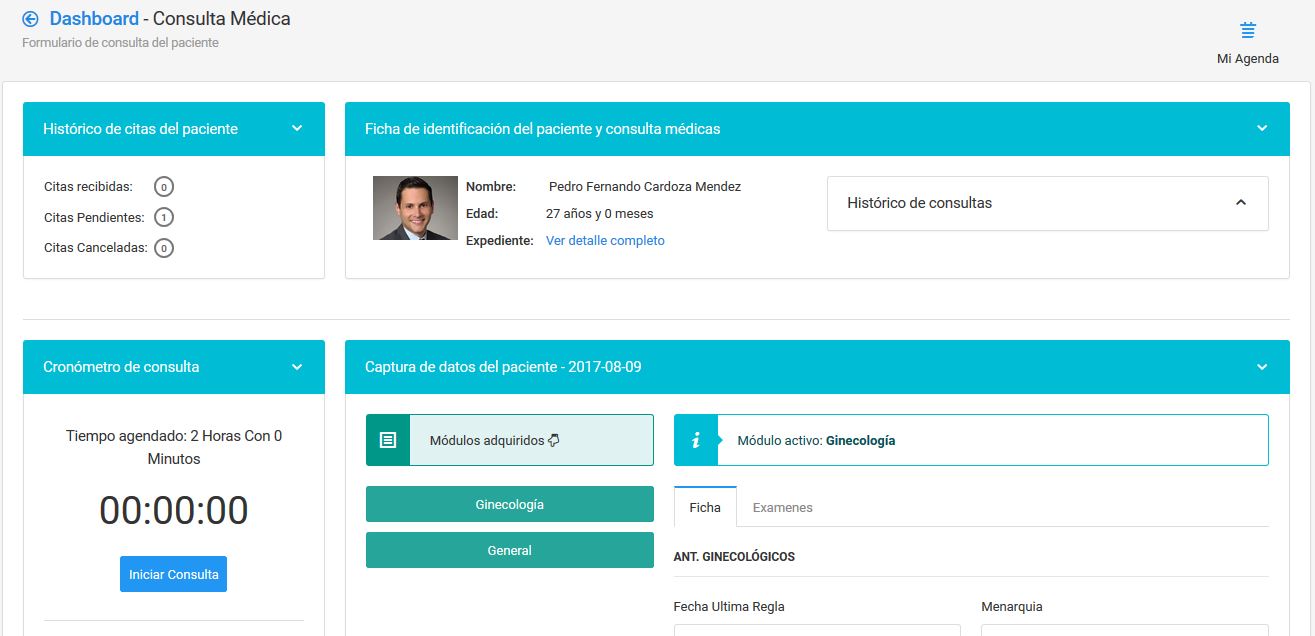 Dashboard - Consulta Médica
Formulario de consulta del paciente
Mi Agenda
Histórico de citas del paciente
Citas recibidas: 0
Citas Pendientes: 1
Citas Canceladas: 0
Ficha de identificación del paciente y consulta médicas
Nombre: Pedro Fernando Cardoza Mendez
Edad: 27 años y 0 meses
Expediente: Ver detalle completo
Histórico de consultas
Cronómetro de consulta
Tiempo agendado: 2 Horas Con 0
Minutos
00:00:00
Iniciar Consulta
Captura de datos del paciente - 2017-08-09
Módulos adquiridos
Ginecología
General
Módulo activo: Ginecología
Ficha Examenes
ANT. GINECOLÓGICOS
Fecha Ultima Regla Menarquia